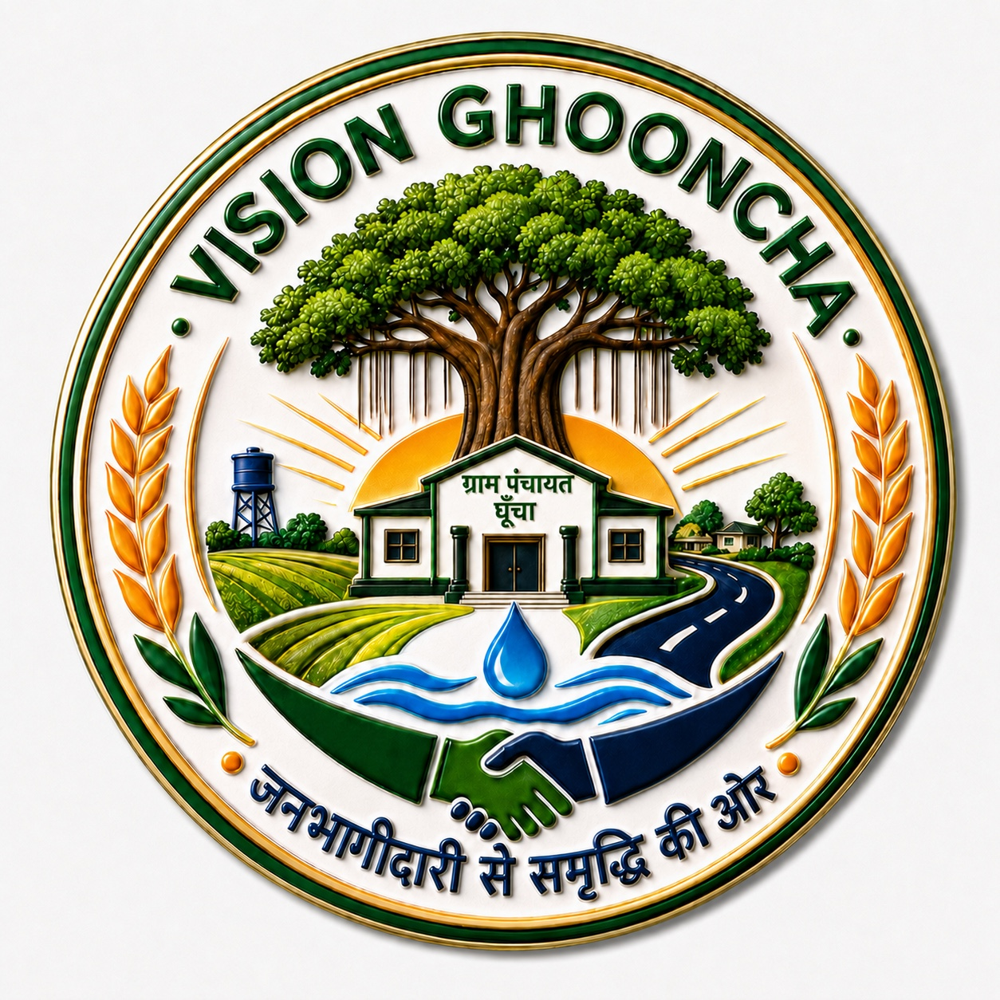 VISION GHOONCHA
ग्राम पंचायत
घूँचा
जनभागीदारी से समृद्धि की ओर